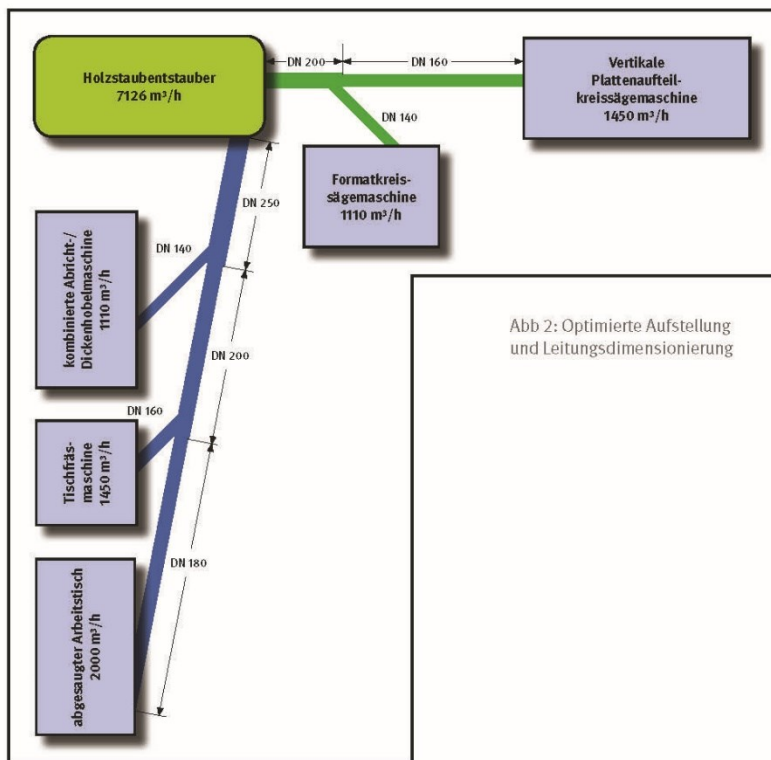 Holzstaubentstauber
7126 m³/h
DN 200
DN 160
Vertikale
Plattenaufteil-
kreissägemaschine
1450 m³/h
DN 140
Formatkreis-
sägemaschine
1110 m³/h
DN 250
DN 140
kombinierte Abricht-/
Dickenhobelmaschine
1110 m³/h
DN 200
DN 160
Tischfräs-
maschine
1450 m³/h
DN 180
abgesaugter Arbeitstisch
2000 m³/h
Abb 2: Optimierte Aufstellung
und Leitungsdimensionierung